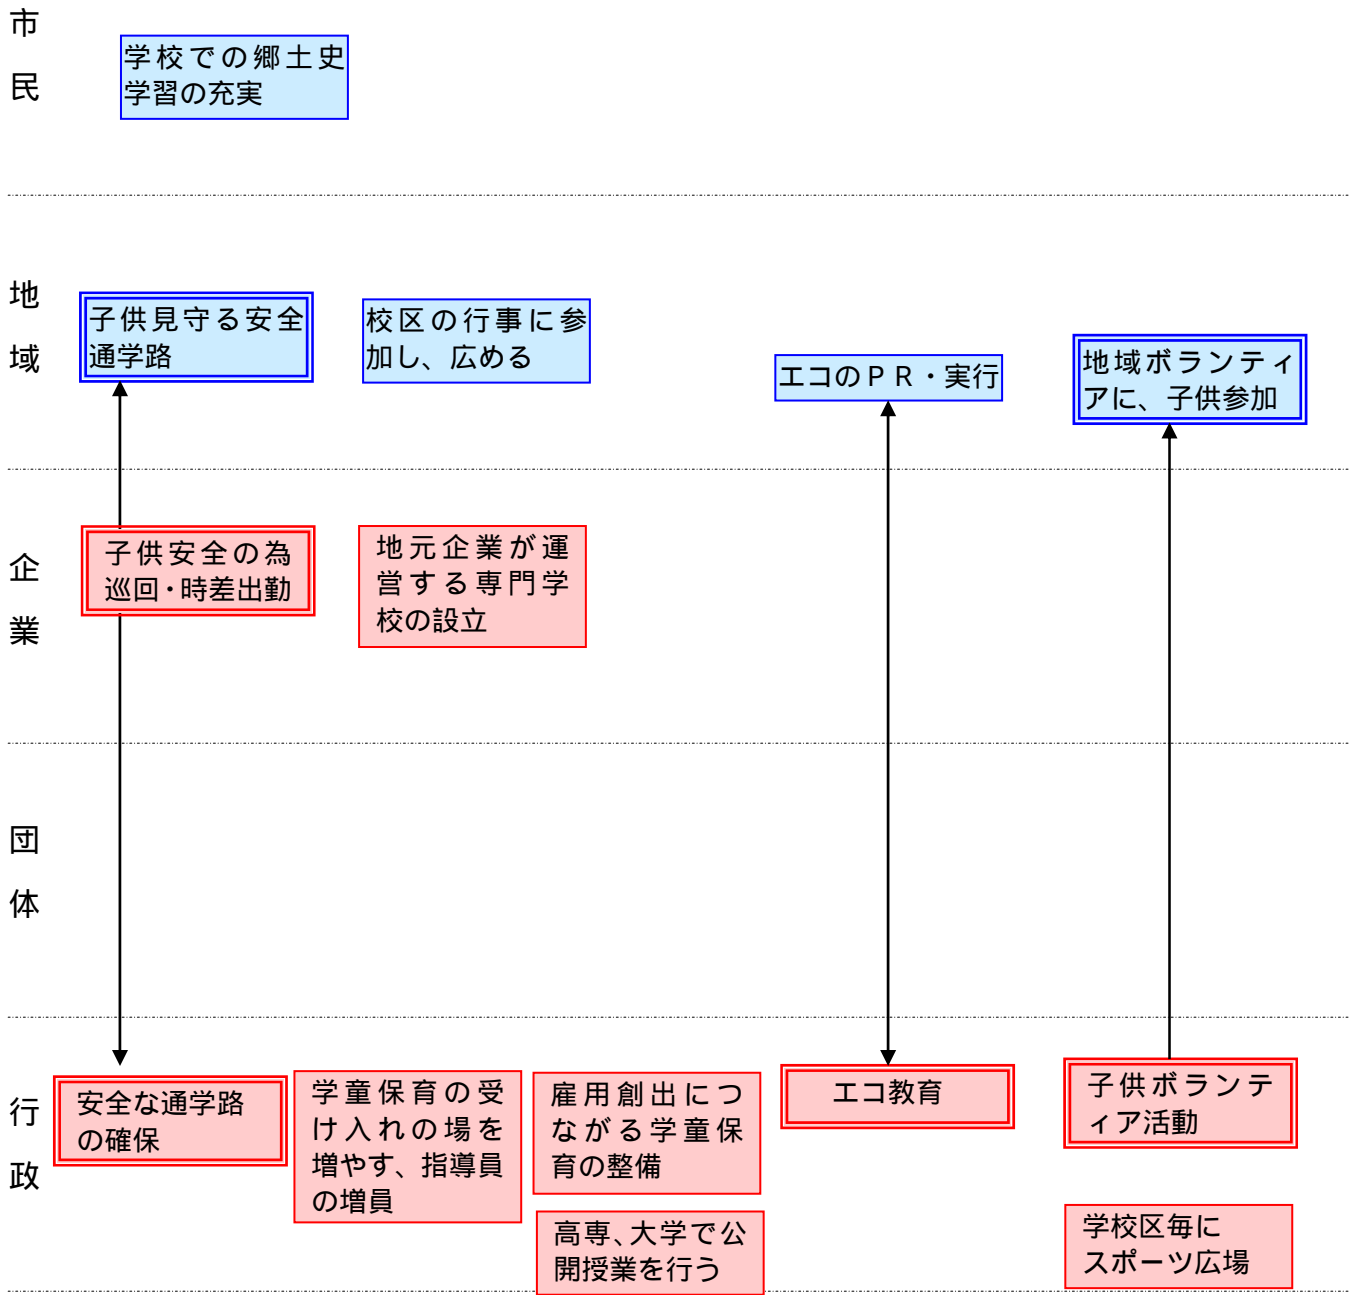 市
民
学校での郷土史
学習の充実
地
域
子供見守る安全
通学路
校区の行事に参
加し、広める
エコのＰＲ・実行
地域ボランティ
アに、子供参加
企
業
子供安全の為
巡回・時差出勤
地元企業が運
営する専門学
校の設立
団
体
行
政
安全な通学路
の確保
学童保育の受
け入れの場を
増やす、指導員
の増員
雇用創出につ
ながる学童保
育の整備
エコ教育
子供ボランテ
ィア活動
高専、大学で公
開授業を行う
学校区毎に
スポーツ広場